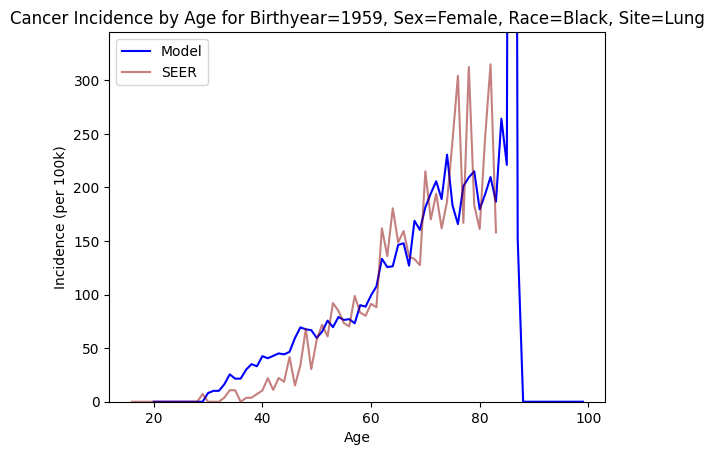 Cancer Incidence by Age for Birthyear=1959, Sex=Female, Race=Black, Site=Lung
Model
SEER
300
250
200
150
100
50
0
Incidence (per 100k)
20 40 60 80 100
Age